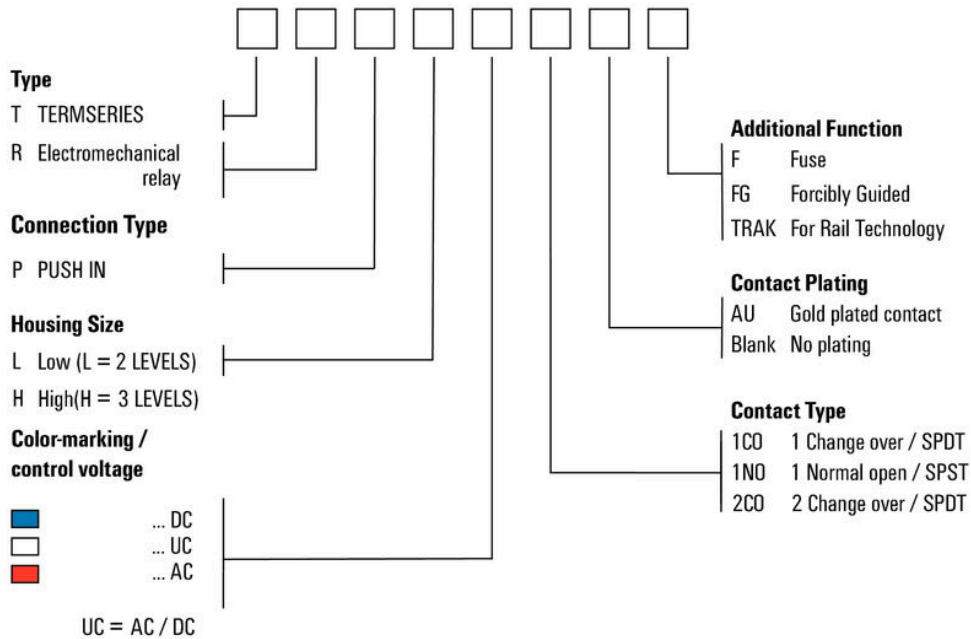 Type
T TERMSERIES
R Electromechanical
relay
Connection Type
P PUSH IN
Housing Size
L Low (L = 2 LEVELS)
H High(H = 3 LEVELS)
Color-marking /
control voltage
... DC
... UC
... AC
UC = AC / DC
Additional Function
F Fuse
FG Forcibly Guided
TRAK For Rail Technology
Contact Plating
AU Gold plated contact
Blank No plating
Contact Type
1CO 1 Change over / SPDT
1NO 1 Normal open / SPST
2CO 2 Change over / SPDT